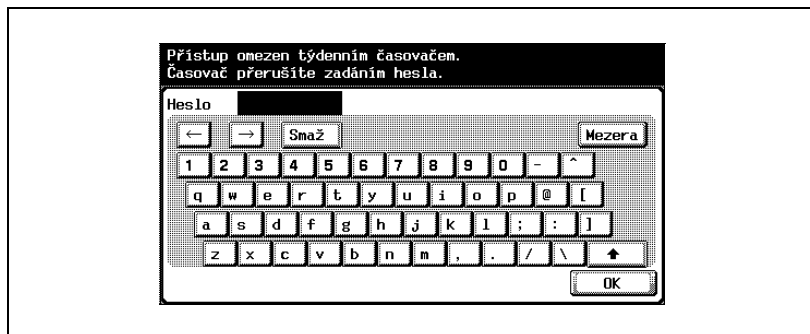 Přístup omezen týdenním časovačem.
Časovač přerušíte zadáním hesla.
Heslo
← → Smaž Mezera
1 2 3 4 5 6 7 8 9 0 - ^
q w e r t y u i o p @ [
a s d f g h j k l ; : ]
z x c v b n m , . / \ ↑
OK